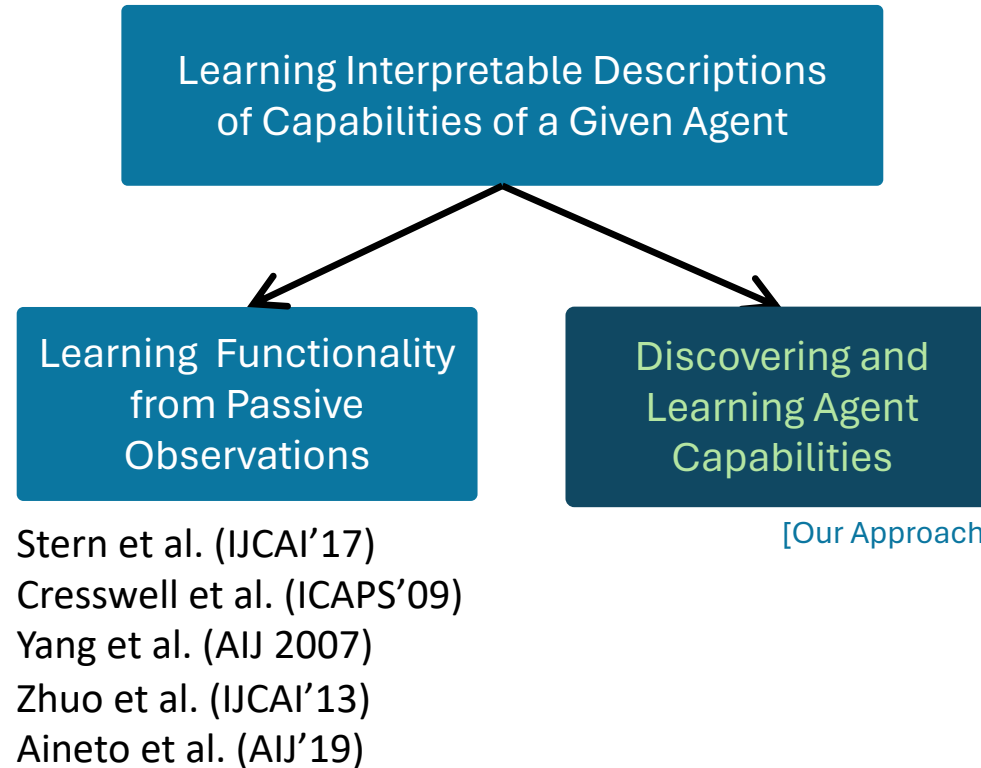 Learning Interpretable Descriptions
of Capabilities of a Given Agent
Learning Functionality
from Passive
Observations
Discovering and
Learning Agent
Capabilities
[Our Approach
Stern et al. (IJCAI’17)
Cresswell et al. (ICAPS’09)
Yang et al. (AIJ 2007)
Zhuo et al. (IJCAI’13)
Aineto et al. (AIJ’19)